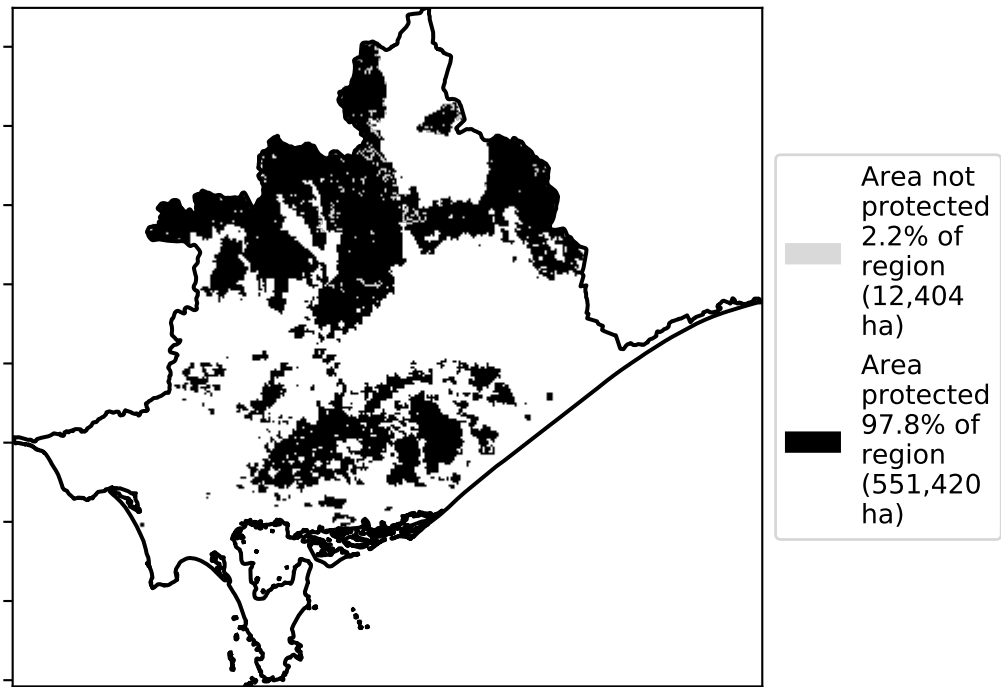 Area not
protected
2.2% of
region
(12,404
ha)
Area
protected
97.8% of
region
(551,420
ha)